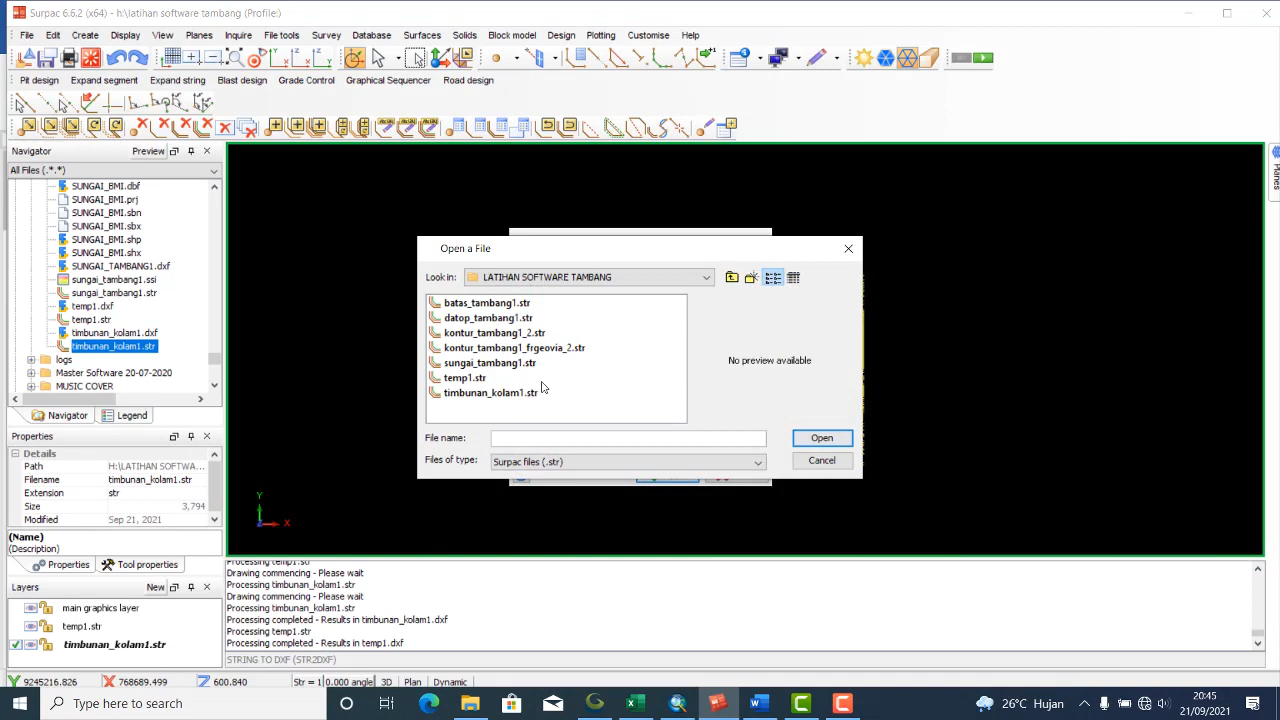 Surpac 6.6.2 (x64) - h:\latihan software tambang (Profile:)
File Edit Create Display View Planes Inquire File tools Survey Database Surfaces Solids Block model Design Plotting Customise Help
Pit design Expand segment Expand string Blast design Grade Control Graphical Sequencer Road design
Navigator Preview
All Files (.*.*)
SUNGAI_BMI.dbf
SUNGAI_BMI.prj
SUNGAI_BMI.sbn
SUNGAI_BMI.sbx
SUNGAI_BMI.shp
SUNGAI_BMI.shx
SUNGAI_TAMBANG1.dxf
sungai_tambang1.ssi
sungai_tambang1.str
temp1.dxf
temp1.str
timbunan_kolam1.dxf
timbunan_kolam1.str
logs
Master Software 20-07-2020
MUSIC COVER
Navigator Legend
Properties
Details
Path H:\LATIHAN SOFTWA...
Filename timbunan_kolam1.str
Extension str
Size 3,794
Modified Sep 21, 2021
(Name)
(Description)
Properties Tool properties
Layers New
main graphics layer
temp1.str
timbunan_kolam1.str
Planes
Open a File
Look in: LATIHAN SOFTWARE TAMBANG
batas_tambang1.str
datop_tambang1.str
kontur_tambang1_2.str
kontur_tambang1_frgeovia_2.str
sungai_tambang1.str
temp1.str
timbunan_kolam1.str
No preview available
File name: Open
Files of type: Surpac files (.str) Cancel
Y
X
Processing temp1.str
Drawing commencing - Please wait
Processing timbunan_kolam1.str
Drawing commencing - Please wait
Processing timbunan_kolam1.str
Processing completed - Results in timbunan_kolam1.dxf
Processing temp1.str
Processing completed - Results in temp1.dxf
STRING TO DXF (STR2DXF)
Y 9245216.826 X 768689.499 Z 600.840 Str = 1 0.000 angle 3D Plan Dynamic
Type here to search
26°C Hujan
20:45
21/09/2021